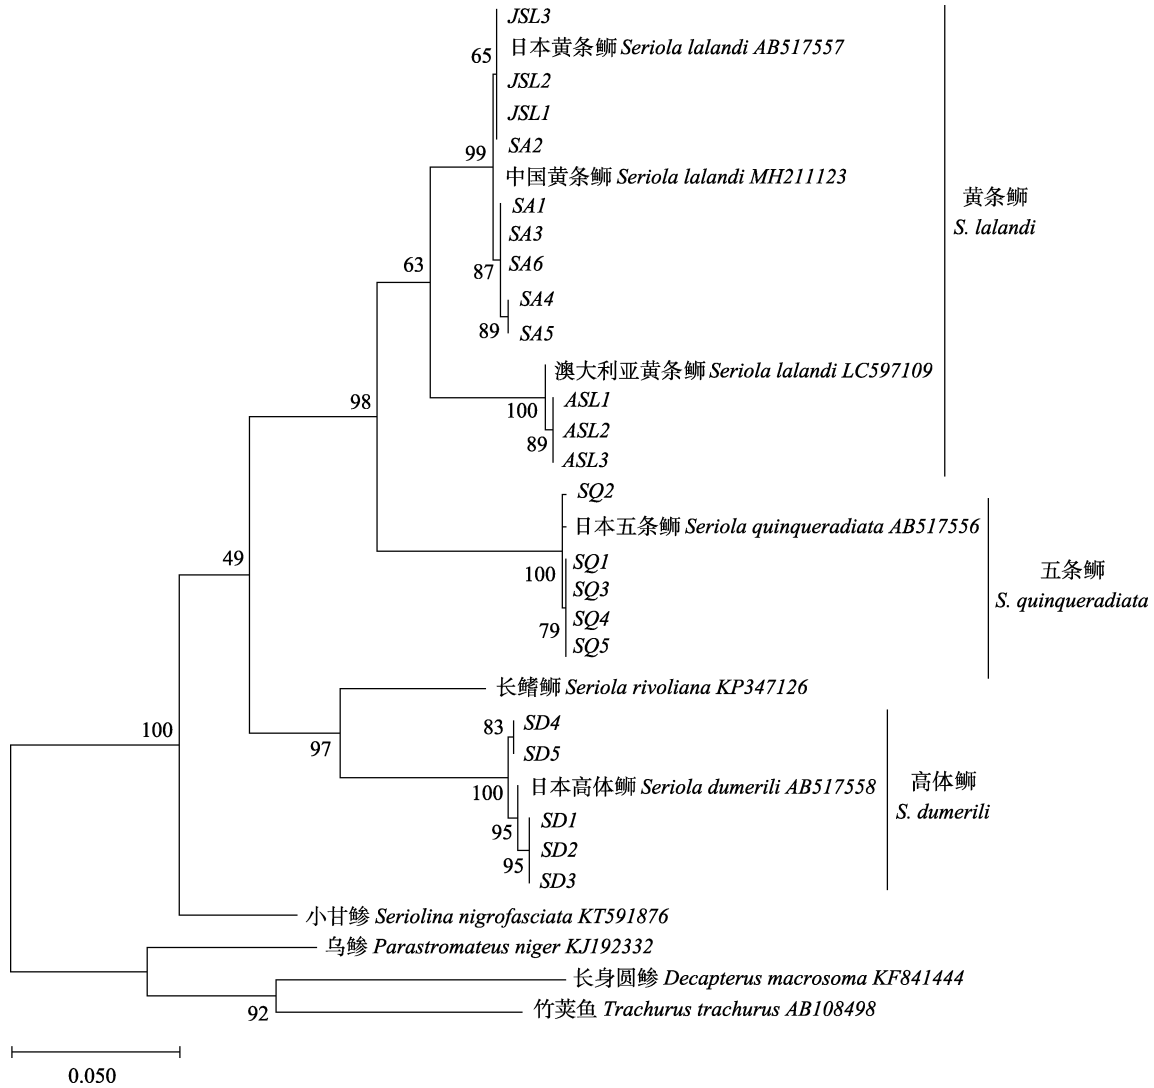 JSL3
日本黄条鰤 Seriola lalandi AB517557
65
JSL2
JSL1
SA2
99
中国黄条鰤 Seriola lalandi MH211123
黄条鰤
S. lalandi
SA1
SA3
63
SA6
87
SA4
89
SA5
澳大利亚黄条鰤 Seriola lalandi LC597109
98
ASL1
100
ASL2
89
ASL3
SQ2
日本五条鰤 Seriola quinqueradiata AB517556
49
SQ1
100
五条鰤
S. quinqueradiata
SQ3
SQ4
79
SQ5
长鳍鰤 Seriola rivoliana KP347126
100
83
SD4
97
SD5
高体鰤
S. dumerili
日本高体鰤 Seriola dumerili AB517558
100
SD1
95
SD2
95
SD3
小甘鲹 Seriolina nigrofasciata KT591876
乌鲹 Parastromateus niger KJ192332
长身圆鲹 Decapterus macrosoma KF841444
92
竹荚鱼 Trachurus trachurus AB108498
0.050